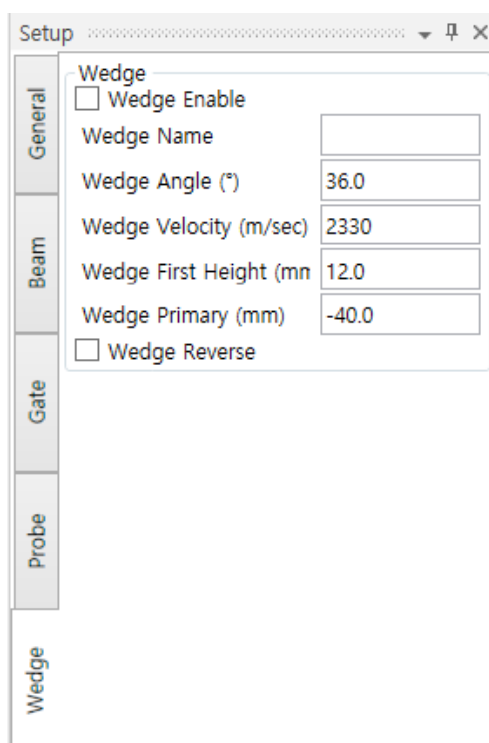 Setup
General
Beam
Gate
Probe
Wedge
Wedge
Wedge Enable
Wedge Name
Wedge Angle (°) 36.0
Wedge Velocity (m/sec) 2330
Wedge First Height (mm 12.0
Wedge Primary (mm) -40.0
Wedge Reverse